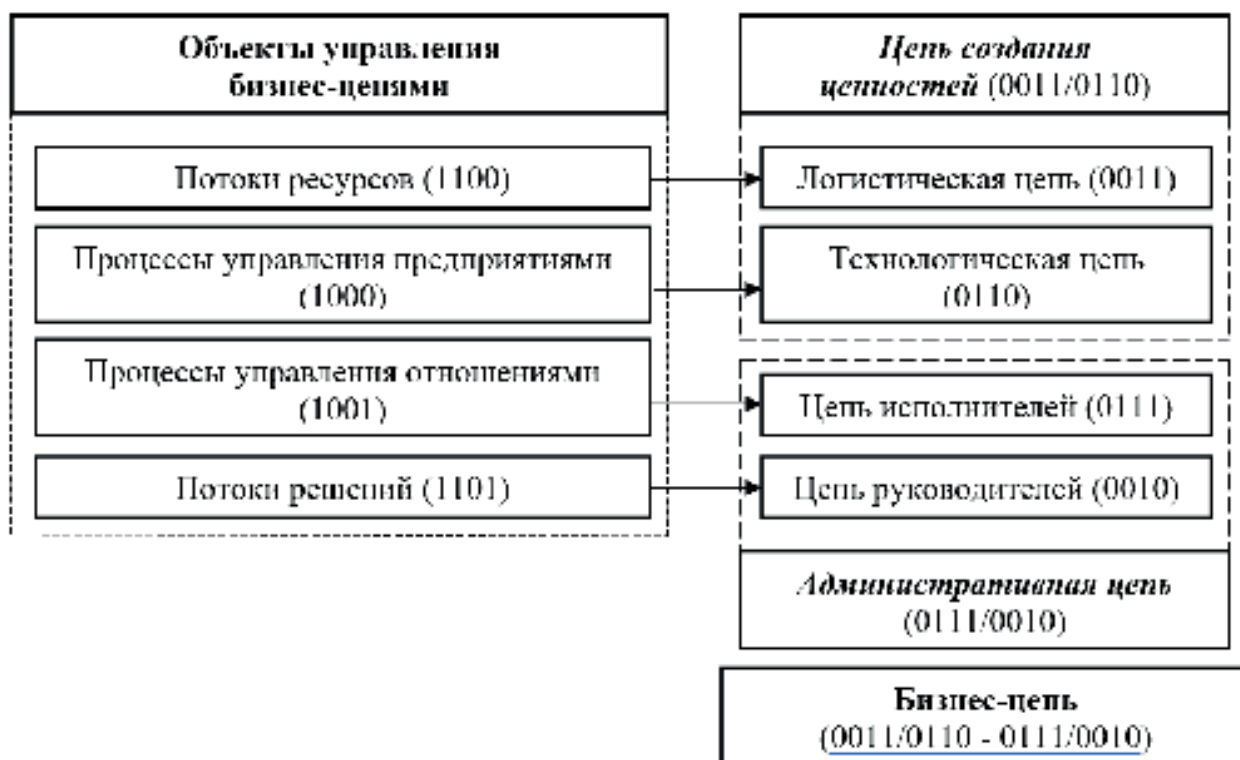 Объекты управления
бизнес-цепями
Потоки ресурсов (1100)
Процессы управления предприятиями
(1000)
Процессы управления отношениями
(1001)
Потоки решений (1101)
Цепь создания
ценностей (0011/0110)
Логистическая цепь (0011)
Технологическая цепь
(0110)
Цепь исполнителей (0111)
Цепь руководителей (0010)
Административная цепь
(0111/0010)
Бизнес-цепь
(0011/0110 - 0111/0010)